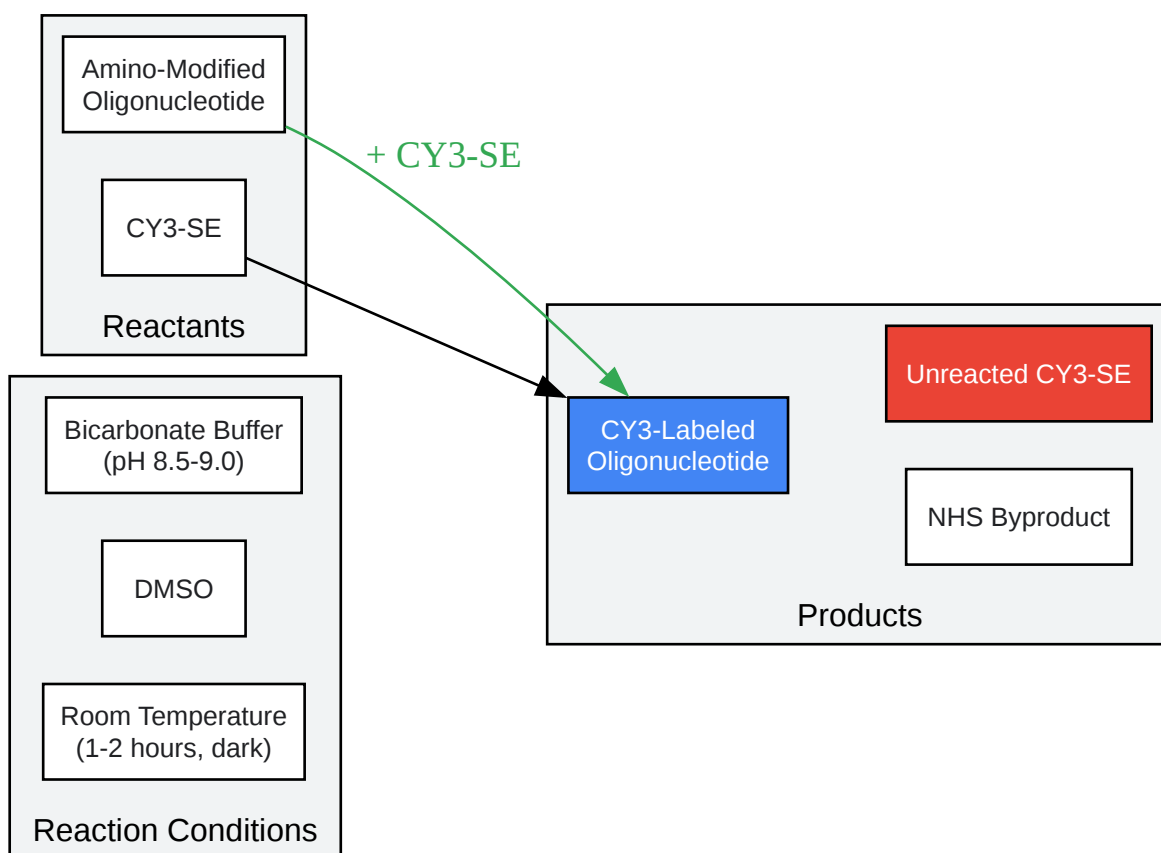 Amino-Modified
Oligonucleotide
+ CY3-SE
CY3-SE
Reactants
Bicarbonate Buffer
(pH 8.5-9.0)
DMSO
Room Temperature
(1-2 hours, dark)
Reaction Conditions
Unreacted CY3-SE
CY3-Labeled
Oligonucleotide
NHS Byproduct
Products